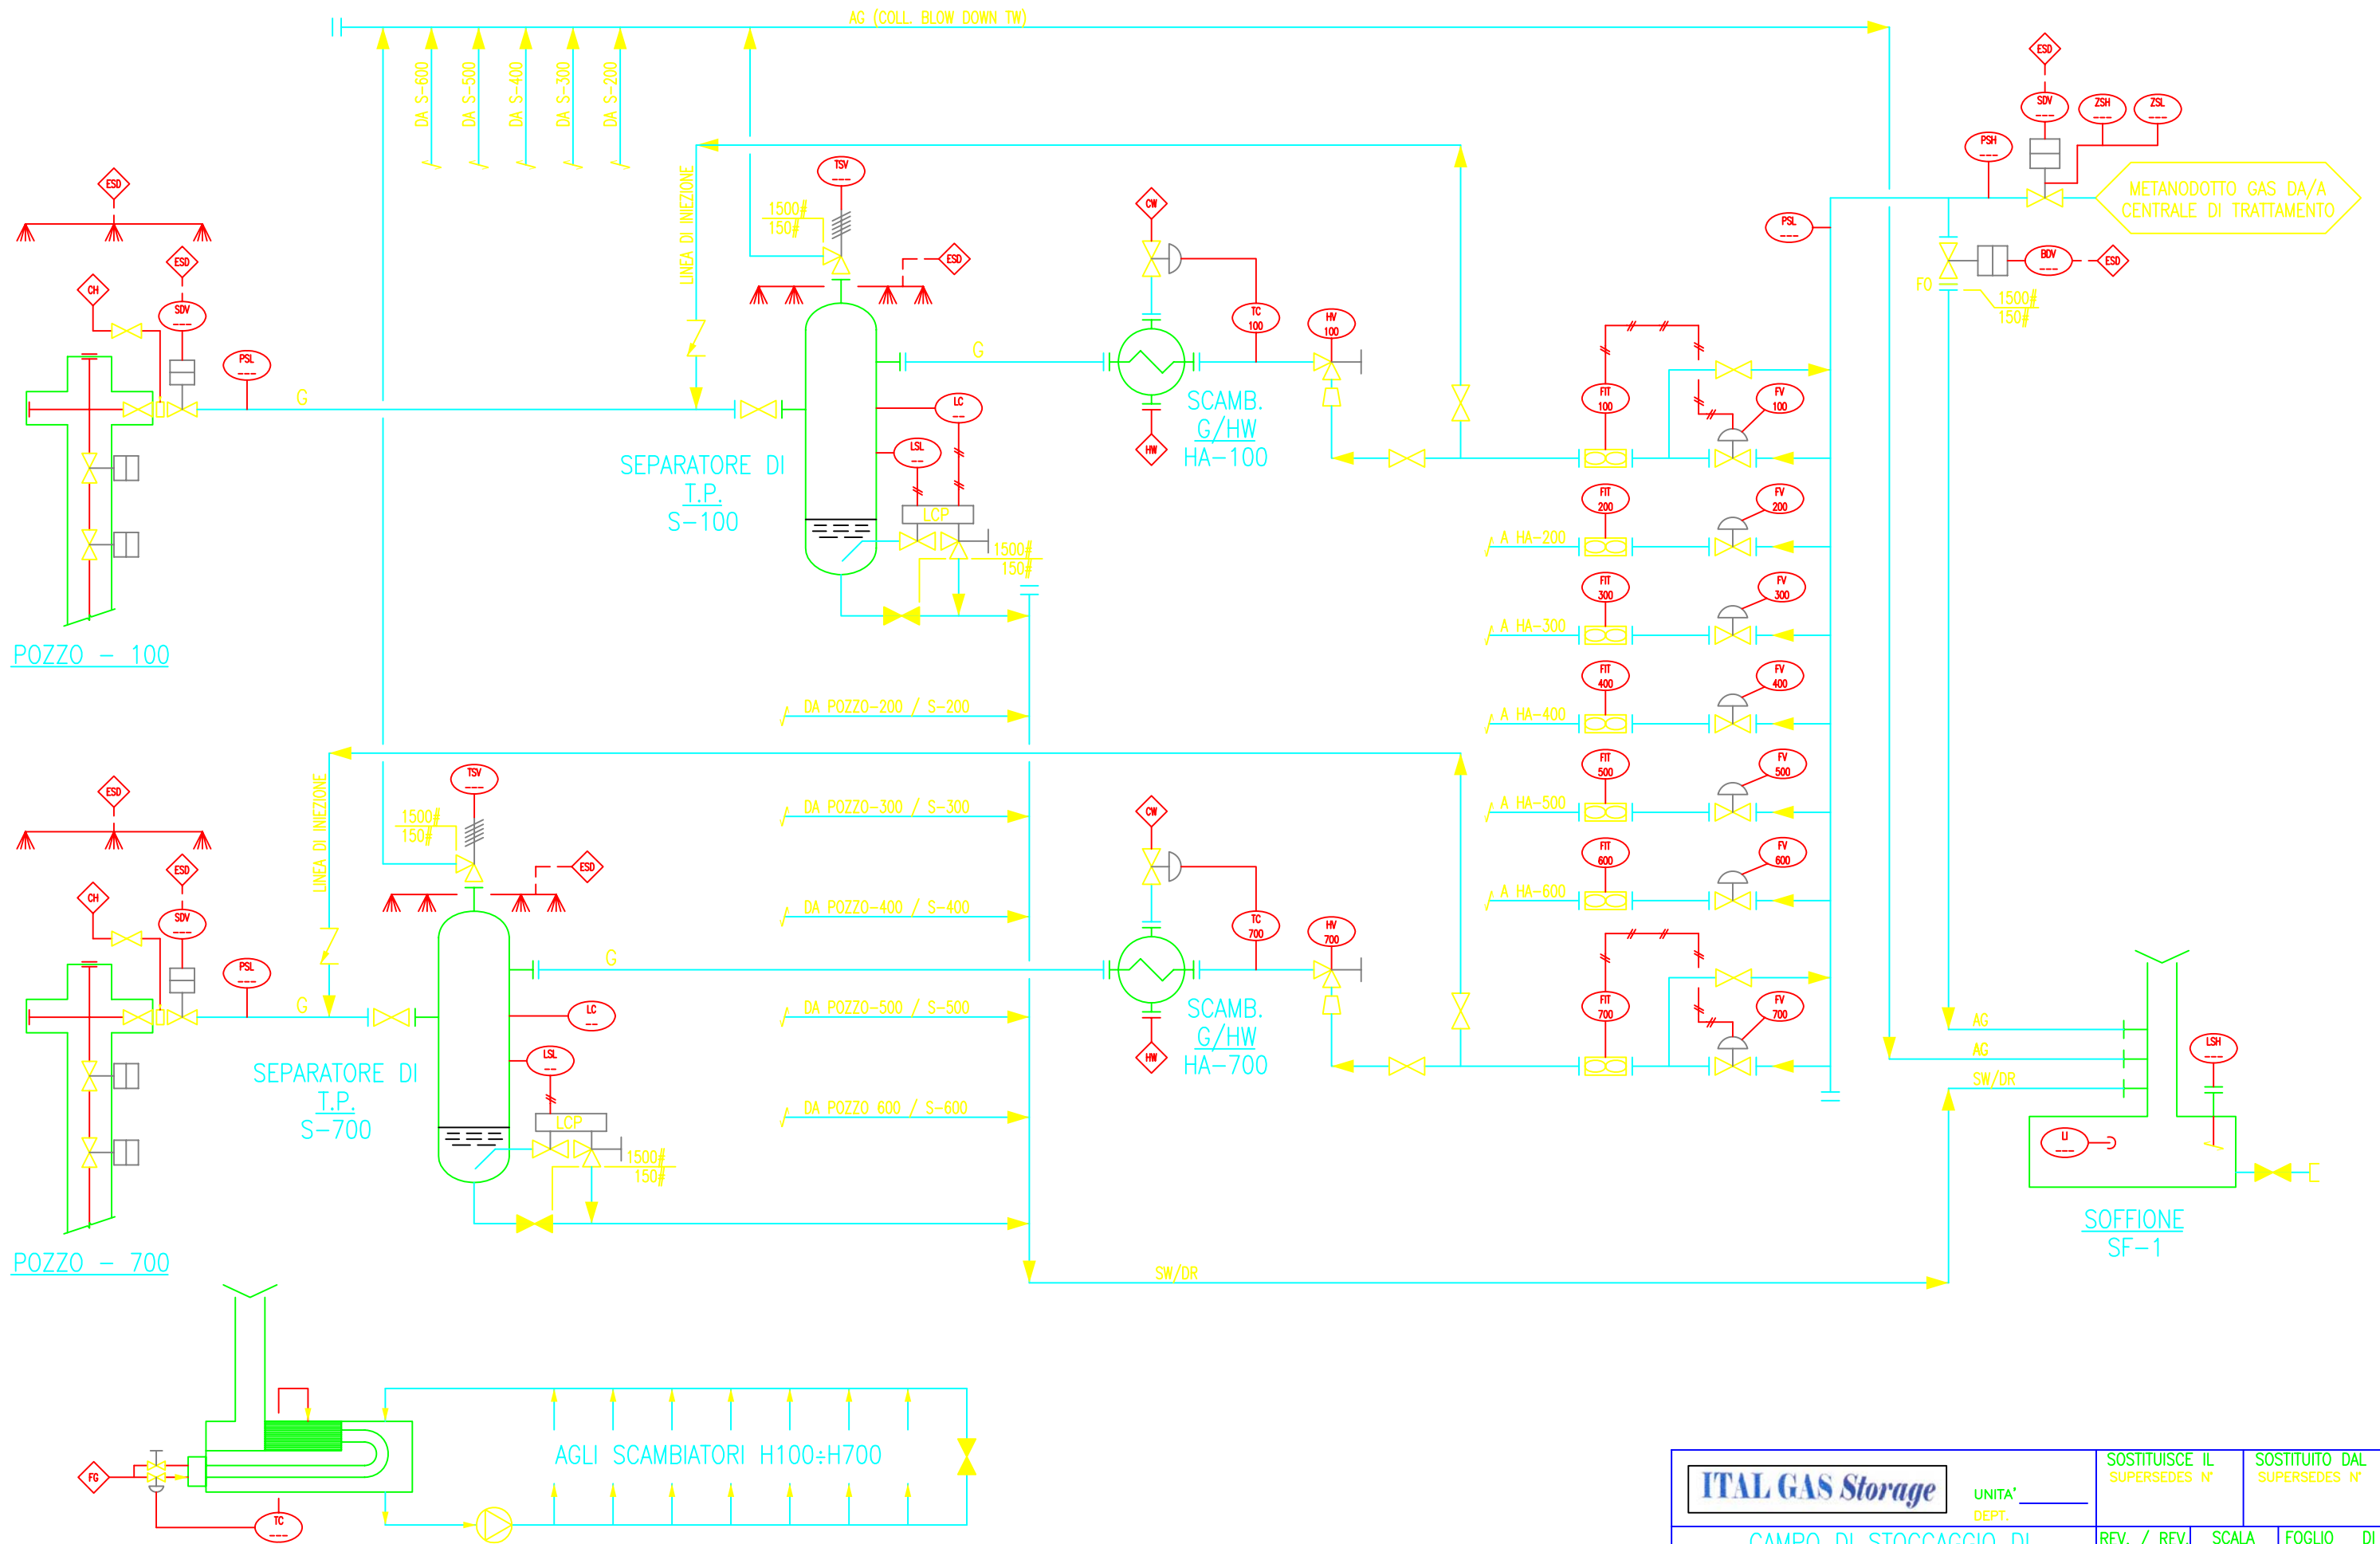 AG (COLL. BLOW DOWN TW)
DA S-600
DA S-500
DA S-400
DA S-300
DA S-200
ESD
ESD
CH
SDV
---
PSL
---
G
POZZO - 100
LINEA DI INIEZIONE
TSV
---
1500#
150#
ESD
SEPARATORE DI
T.P.
S-100
G
LC
--
LSL
--
LCP
1500#
150#
CW
TC
100
HV
100
SCAMB.
G/HW
HA-100
HW
FIT
100
FV
100
FIT
200
FV
200
A HA-200
FIT
300
FV
300
A HA-300
FIT
400
FV
400
A HA-400
FIT
500
FV
500
A HA-500
FIT
600
FV
600
A HA-600
FIT
700
FV
700
ESD
SDV
---
ZSH
---
ZSL
---
PSH
---
PSL
---
METANODOTTO GAS DA/A
CENTRALE DI TRATTAMENTO
BDV
---
ESD
FO
1500#
150#
DA POZZO-200 / S-200
DA POZZO-300 / S-300
DA POZZO-400 / S-400
DA POZZO-500 / S-500
DA POZZO 600 / S-600
ESD
ESD
CH
SDV
---
PSL
---
G
POZZO - 700
LINEA DI INIEZIONE
TSV
---
1500#
150#
ESD
SEPARATORE DI
T.P.
S-700
G
LC
--
LSL
--
LCP
1500#
150#
CW
TC
700
HV
700
SCAMB.
G/HW
HA-700
HW
SW/DR
AG
AG
SW/DR
LSH
---
LI
---
SOFFIONE
SF-1
FG
TC
---
AGLI SCAMBIATORI H100÷H700
ITAL GAS Storage
UNITA'
DEPT.
SOSTITUISCE IL
SUPERSEDES N°
SOSTITUITO DAL
SUPERSEDES N°
CAMPO DI STOCCAGGIO DI
REV. / REV.
SCALA
FOGLIO DI